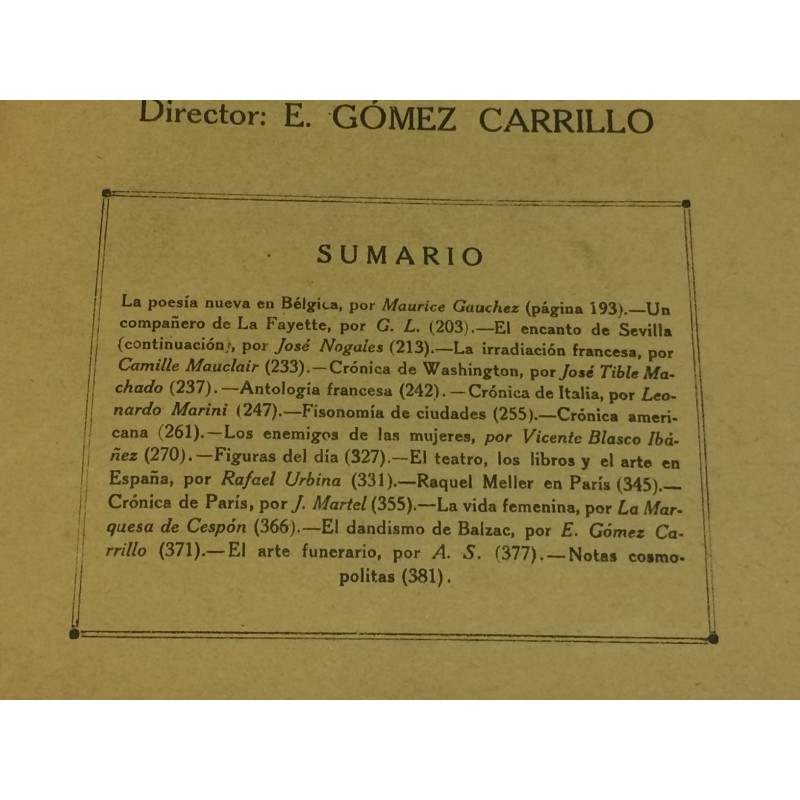 Director: E. GÓMEZ CARRILLO
SUMARIO
La poesía nueva en Bélgica, por Maurice Gauchez (página 193).—Un
compañero de La Fayette, por G. L. (203).—El encanto de Sevilla
(continuación), por José Nogales (213).—La irradiación francesa, por
Camille Mauclair (233).—Crónica de Washington, por José Tible Ma-
chado (237).—Antología francesa (242).—Crónica de Italia, por Leo-
nardo Marini (247).—Fisonomía de ciudades (255).—Crónica ameri-
cana (261).—Los enemigos de las mujeres, por Vicente Blasco Ibá-
ñez (270).—Figuras del día (327).—El teatro, los libros y el arte en
España, por Rafael Urbina (331).—Raquel Meller en París (345).—
Crónica de París, por J. Martel (355).—La vida femenina, por La Mar-
quesa de Cespón (366).—El dandismo de Balzac, por E. Gómez Ca-
rrillo (371).—El arte funerario, por A. S. (377).—Notas cosmo-
politas (381).